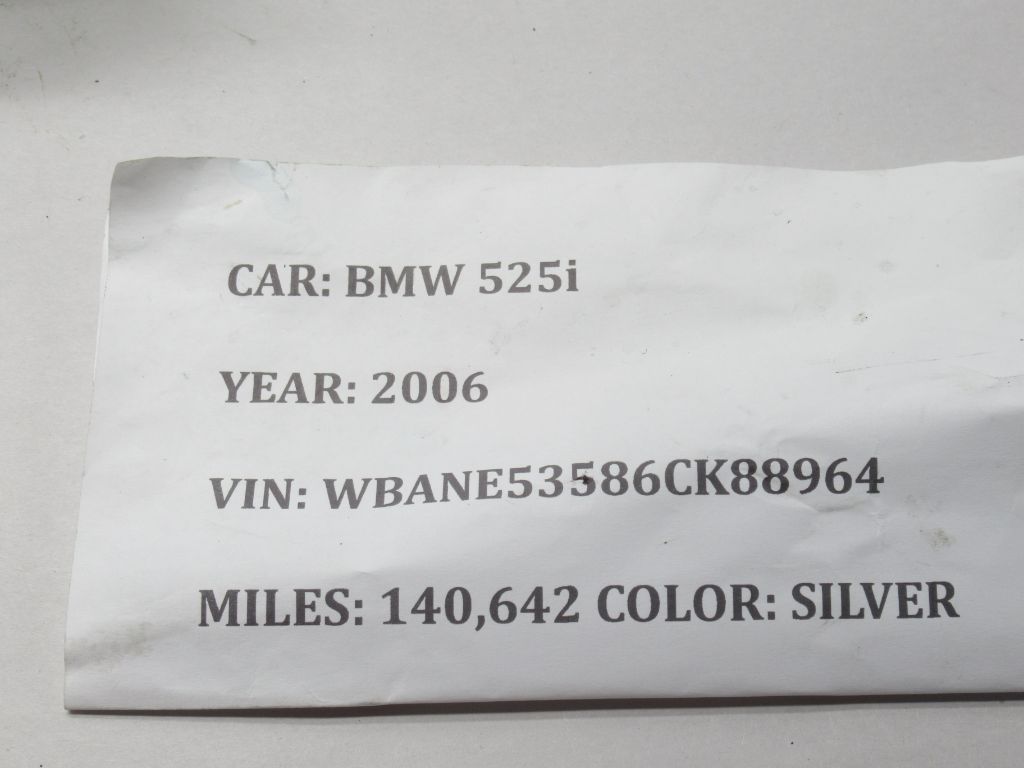 CAR: BMW 525i
YEAR: 2006
VIN: WBANE53586CK88964
MILES: 140,642 COLOR: SILVER